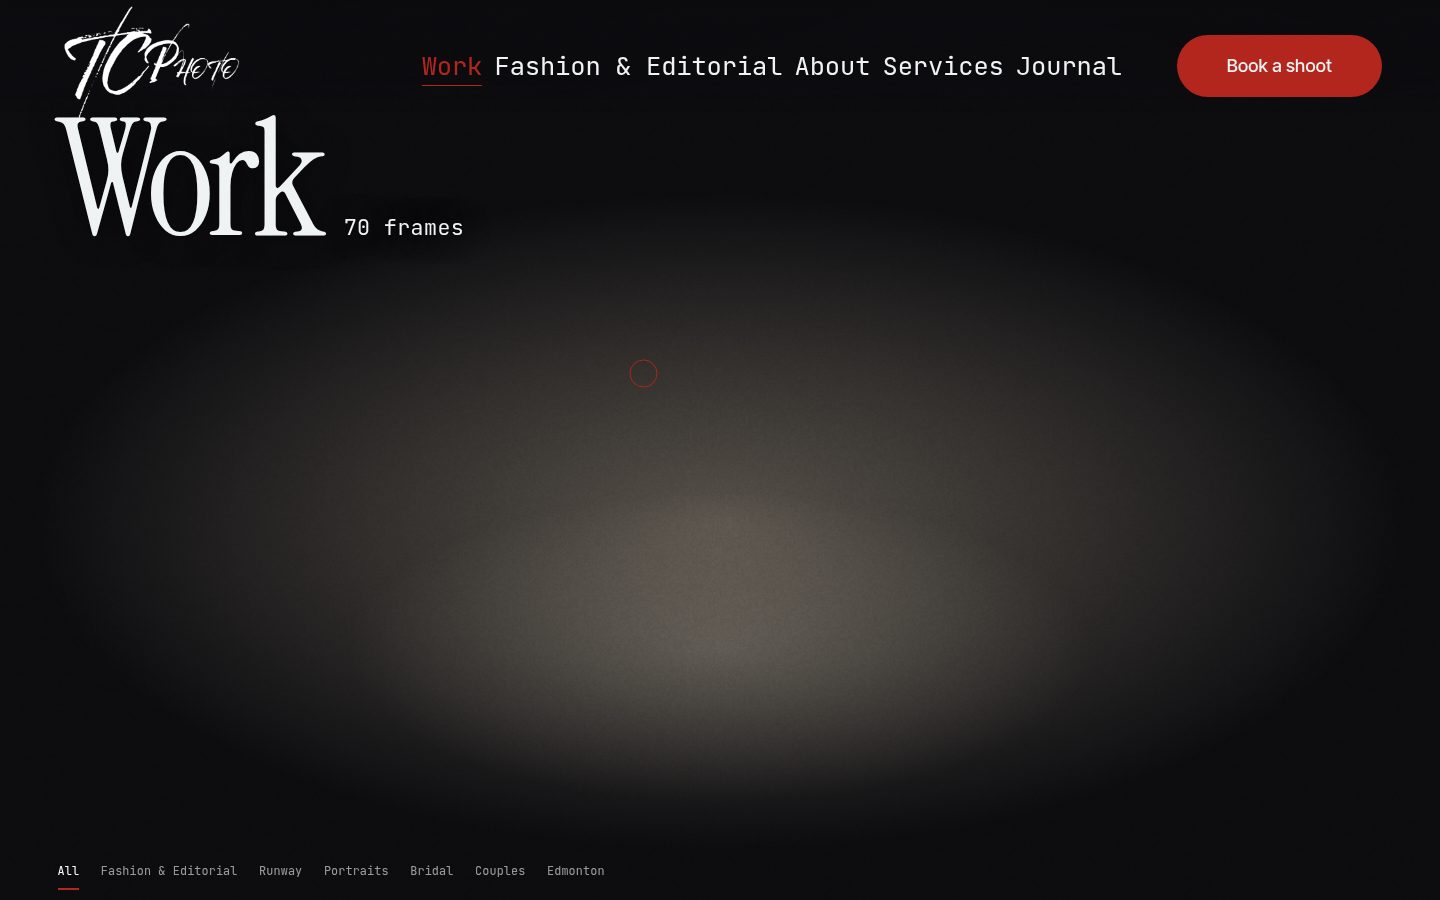 TCPHOTO
Work Fashion & Editorial About Services Journal
Book a shoot
Work
70 frames
All Fashion & Editorial Runway Portraits Bridal Couples Edmonton